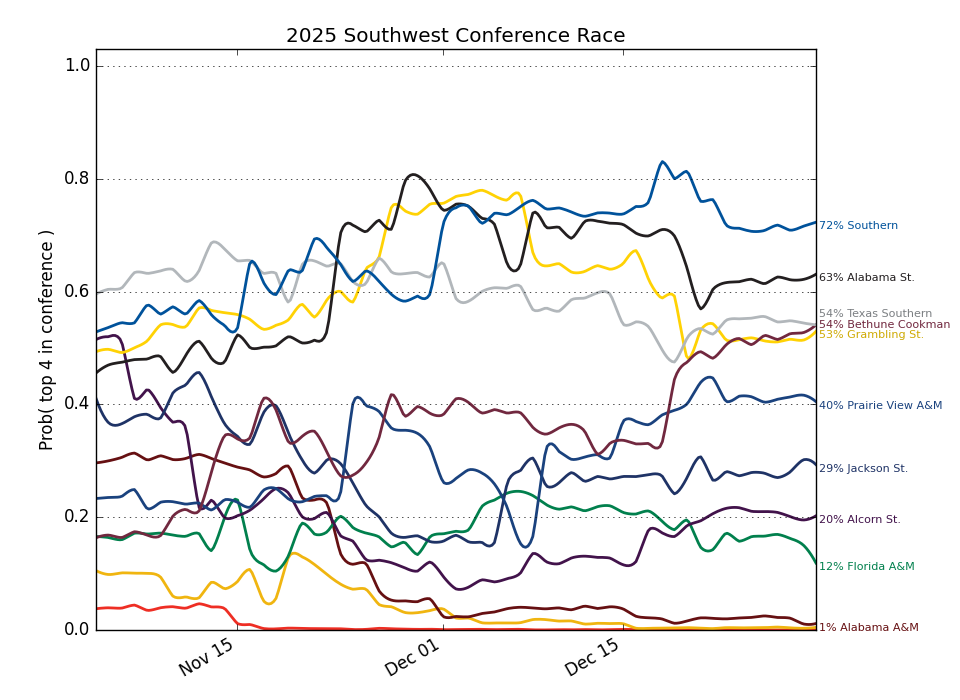 2025 Southwest Conference Race
Prob( top 4 in conference )
1.0
0.8
0.6
0.4
0.2
0.0
Nov 15
Dec 01
Dec 15
72% Southern
63% Alabama St.
54% Texas Southern
54% Bethune Cookman
53% Grambling St.
40% Prairie View A&M
29% Jackson St.
20% Alcorn St.
12% Florida A&M
1% Alabama A&M